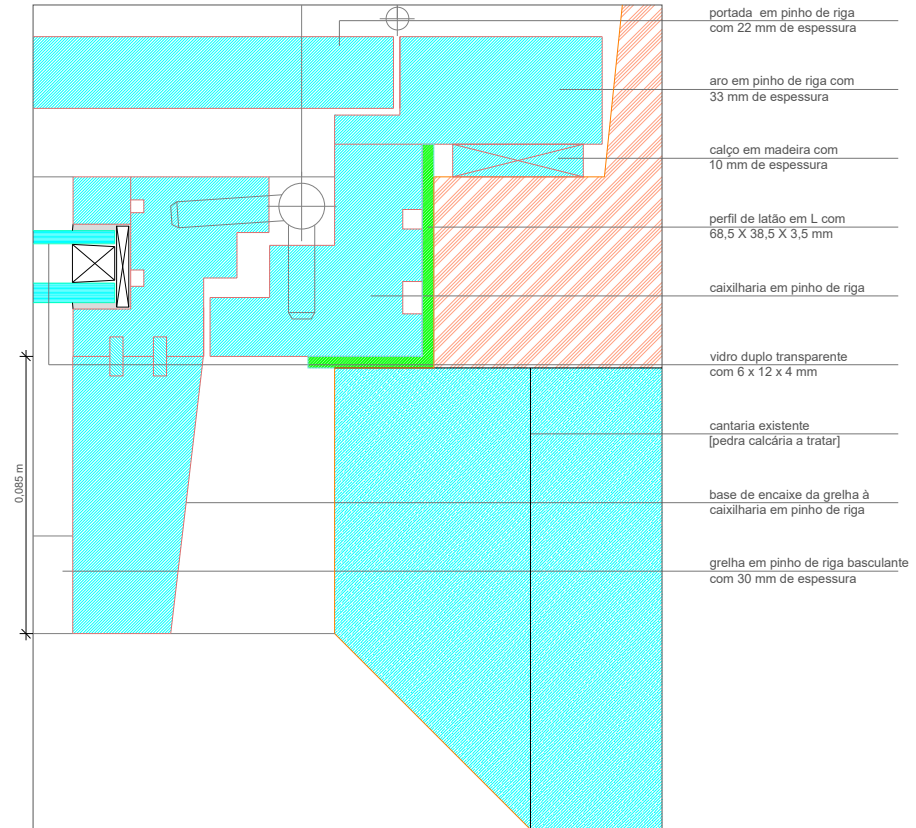 portada em pinho de riga
com 22 mm de espessura
aro em pinho de riga com
33 mm de espessura
calço em madeira com
10 mm de espessura
perfil de latão em L com
68,5 X 38,5 X 3,5 mm
caixilharia em pinho de riga
vidro duplo transparente
com 6 x 12 x 4 mm
cantaria existente
[pedra calcária a tratar]
base de encaixe da grelha à
caixilharia em pinho de riga
grelha em pinho de riga basculante
com 30 mm de espessura
0,085 m